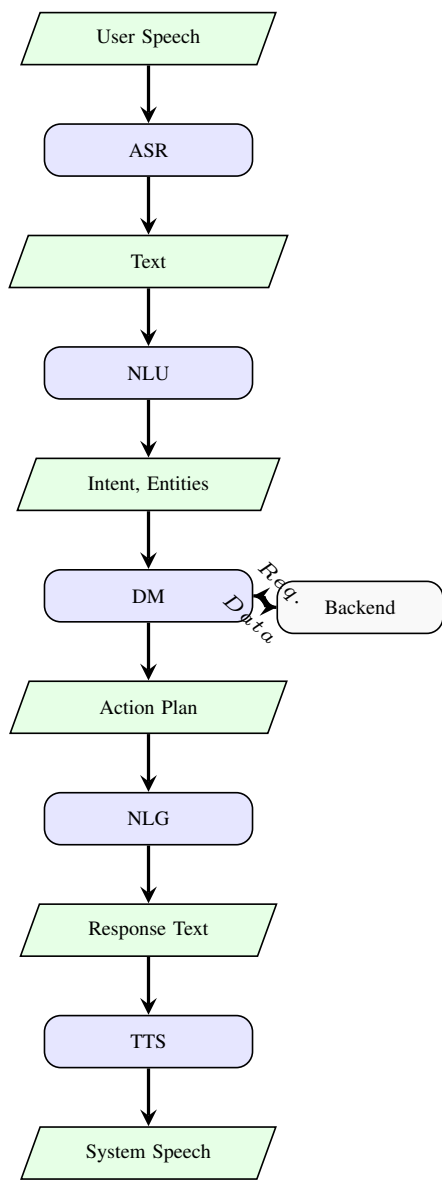 User Speech
ASR
Text
NLU
Intent, Entities
DM
Req.
Data
Backend
Action Plan
NLG
Response Text
TTS
System Speech